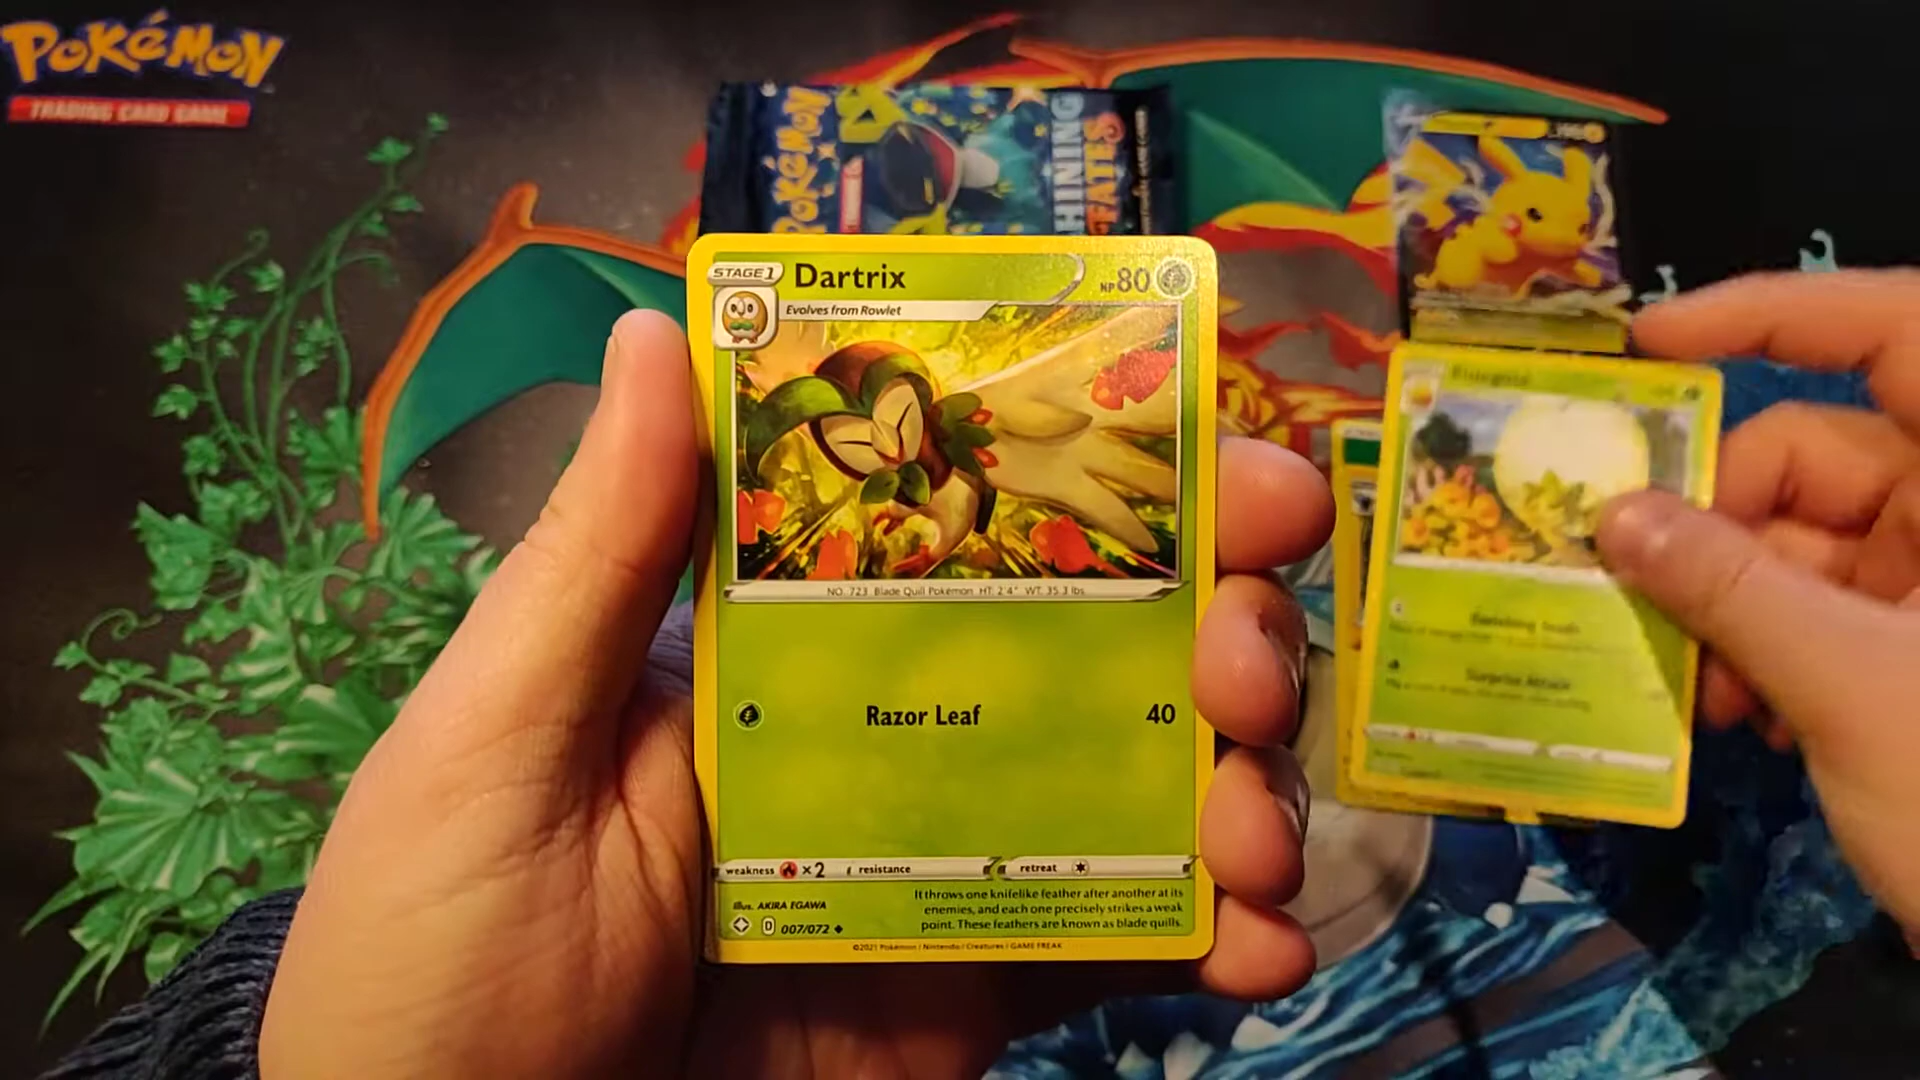 POKéMON
TRADING CARD GAME
POKéMON
SHINING
FATES
STAGE 1
Dartrix
HP 80
Evolves from Rowlet
NO. 723 Blade Quill Pokémon HT: 2'4" WT: 35.3 lbs
Razor Leaf 40
weakness ×2 resistance retreat
Illus. AKIRA EGAWA
It throws one knifelike feather after another at its
enemies, and each one precisely strikes a weak
point. These feathers are known as blade quills.
D 007/072
©2021 Pokémon / Nintendo / Creatures / GAME FREAK
Surprise Attack